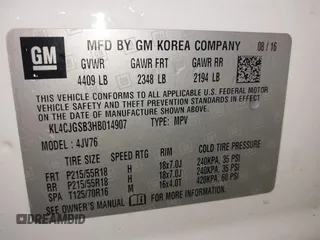 GM
MFD BY GM KOREA COMPANY 08/16
GVWR GAWR FRT GAWR RR
4409 LB 2348 LB 2194 LB
THIS VEHICLE CONFORMS TO ALL APPLICABLE U.S. FEDERAL
MOTOR VEHICLE SAFETY, BUMPER, AND THEFT PREVENTION
STANDARDS IN EFFECT ON THE DATE OF MANUFACTURE SHOWN ABOVE.
KL4CJGSB3HB014907 TYPE: MPV
MODEL: 4JV76
TIRE SIZE SPEED RTG RIM COLD TIRE PRESSURE
FRT P215/55R18 H 18x7.0J 240KPA, 35 PSI
RR P215/55R18 H 18x7.0J 240KPA, 35 PSI
SPA T125/70R16 M 16x4.0T 420KPA, 60 PSI
SEE OWNER'S MANUAL FOR MORE INFORMATION.
DREAMBID